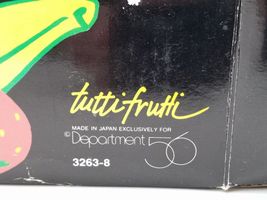 tutti frutti
MADE IN JAPAN EXCLUSIVELY FOR
© Department 56
3263-8